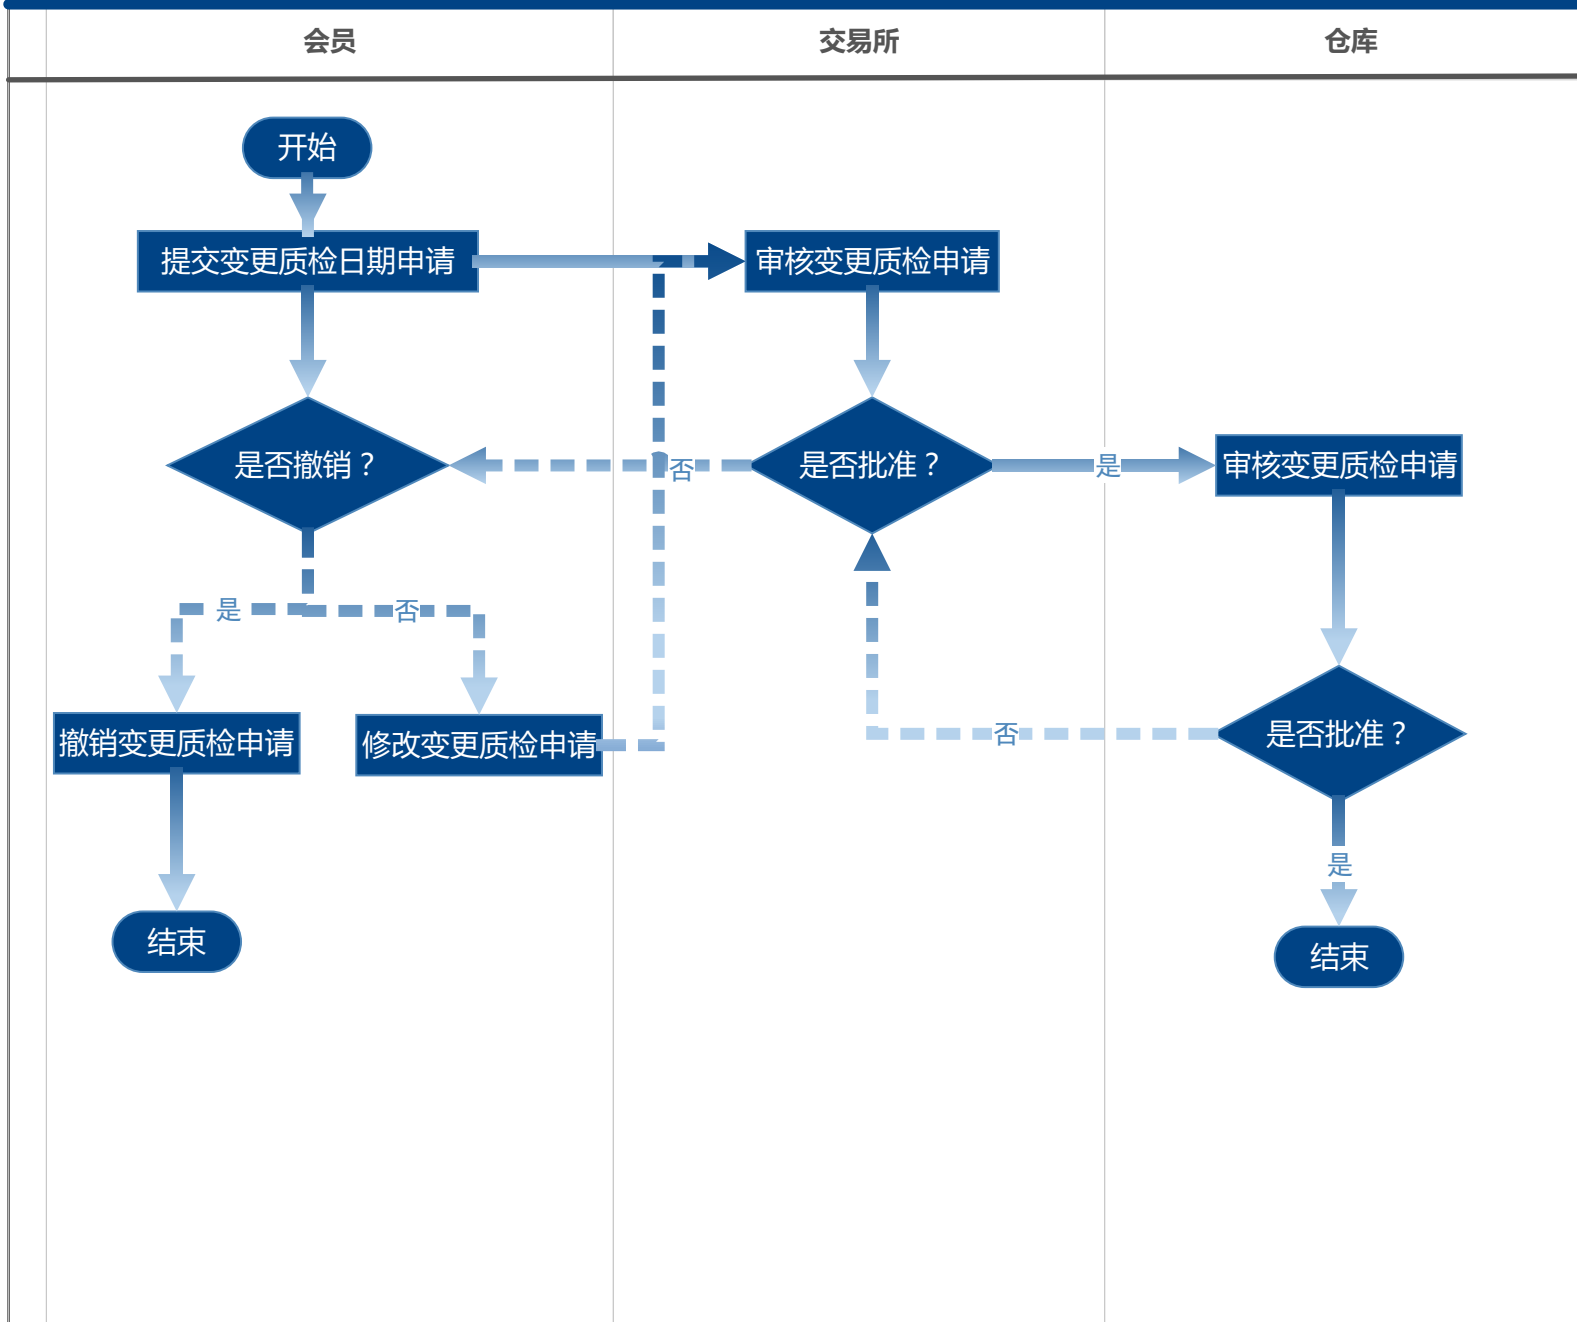 会员
交易所
仓库
开始
提交变更质检日期申请
审核变更质检申请
是否撤销？
否
是否批准？
是
审核变更质检申请
是
否
撤销变更质检申请
修改变更质检申请
否
是否批准？
是
结束
结束